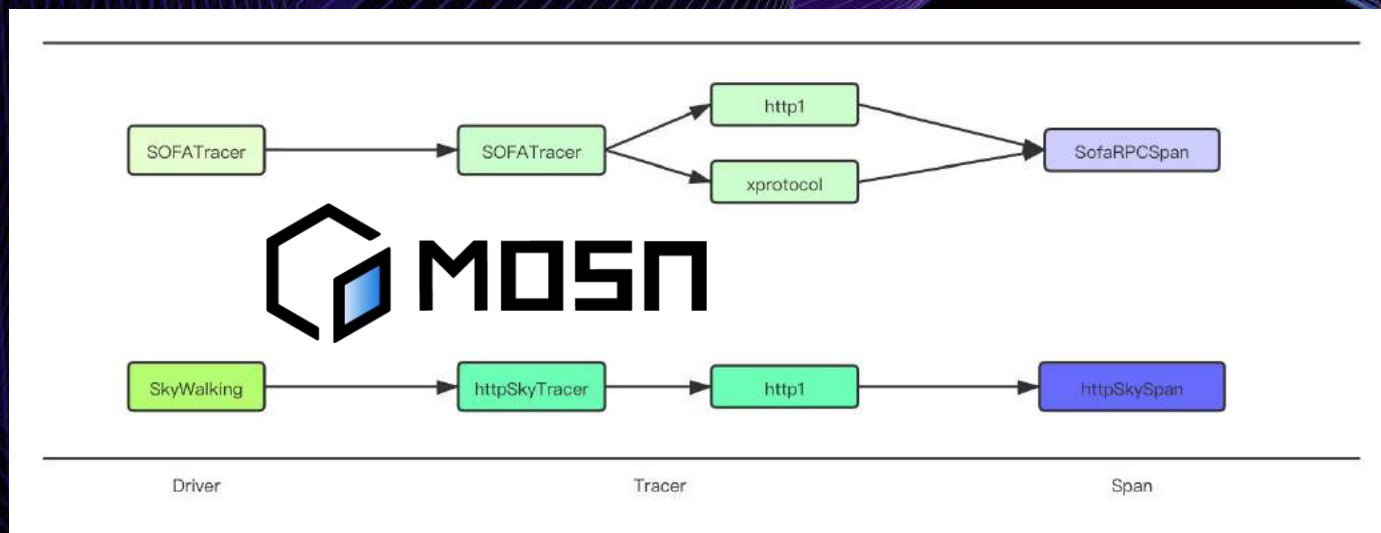 http1
SOFATracer SOFATracer SofaRPCSpan
xprotocol
MOSN
SkyWalking httpSkyTracer http1 httpSkySpan
Driver Tracer Span